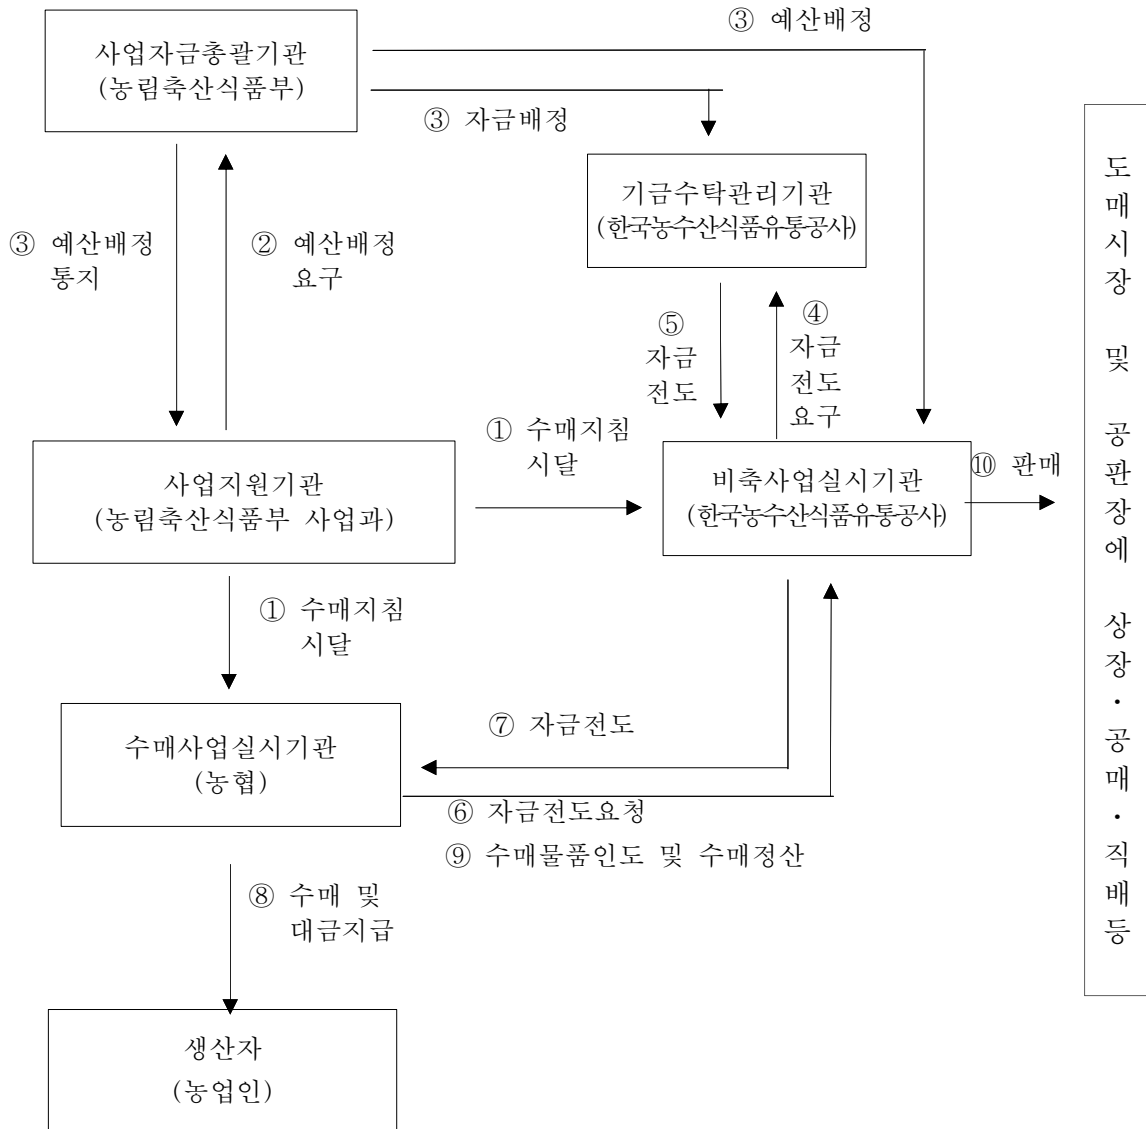 ③ 예산배정
사업자금총괄기관
(농림축산식품부)
③ 자금배정
기금수탁관리기관
(한국농수산식품유통공사)
③ 예산배정
통지
② 예산배정
요구
⑤
자금
전도
④
자금
전도
요구
① 수매지침
시달
사업지원기관
(농림축산식품부 사업과)
비축사업실시기관
(한국농수산식품유통공사)
⑩ 판매
도매시장 및 공판장에 상장·공매·직배등
① 수매지침
시달
수매사업실시기관
(농협)
⑦ 자금전도
⑥ 자금전도요청
⑨ 수매물품인도 및 수매정산
⑧ 수매 및
대금지급
생산자
(농업인)